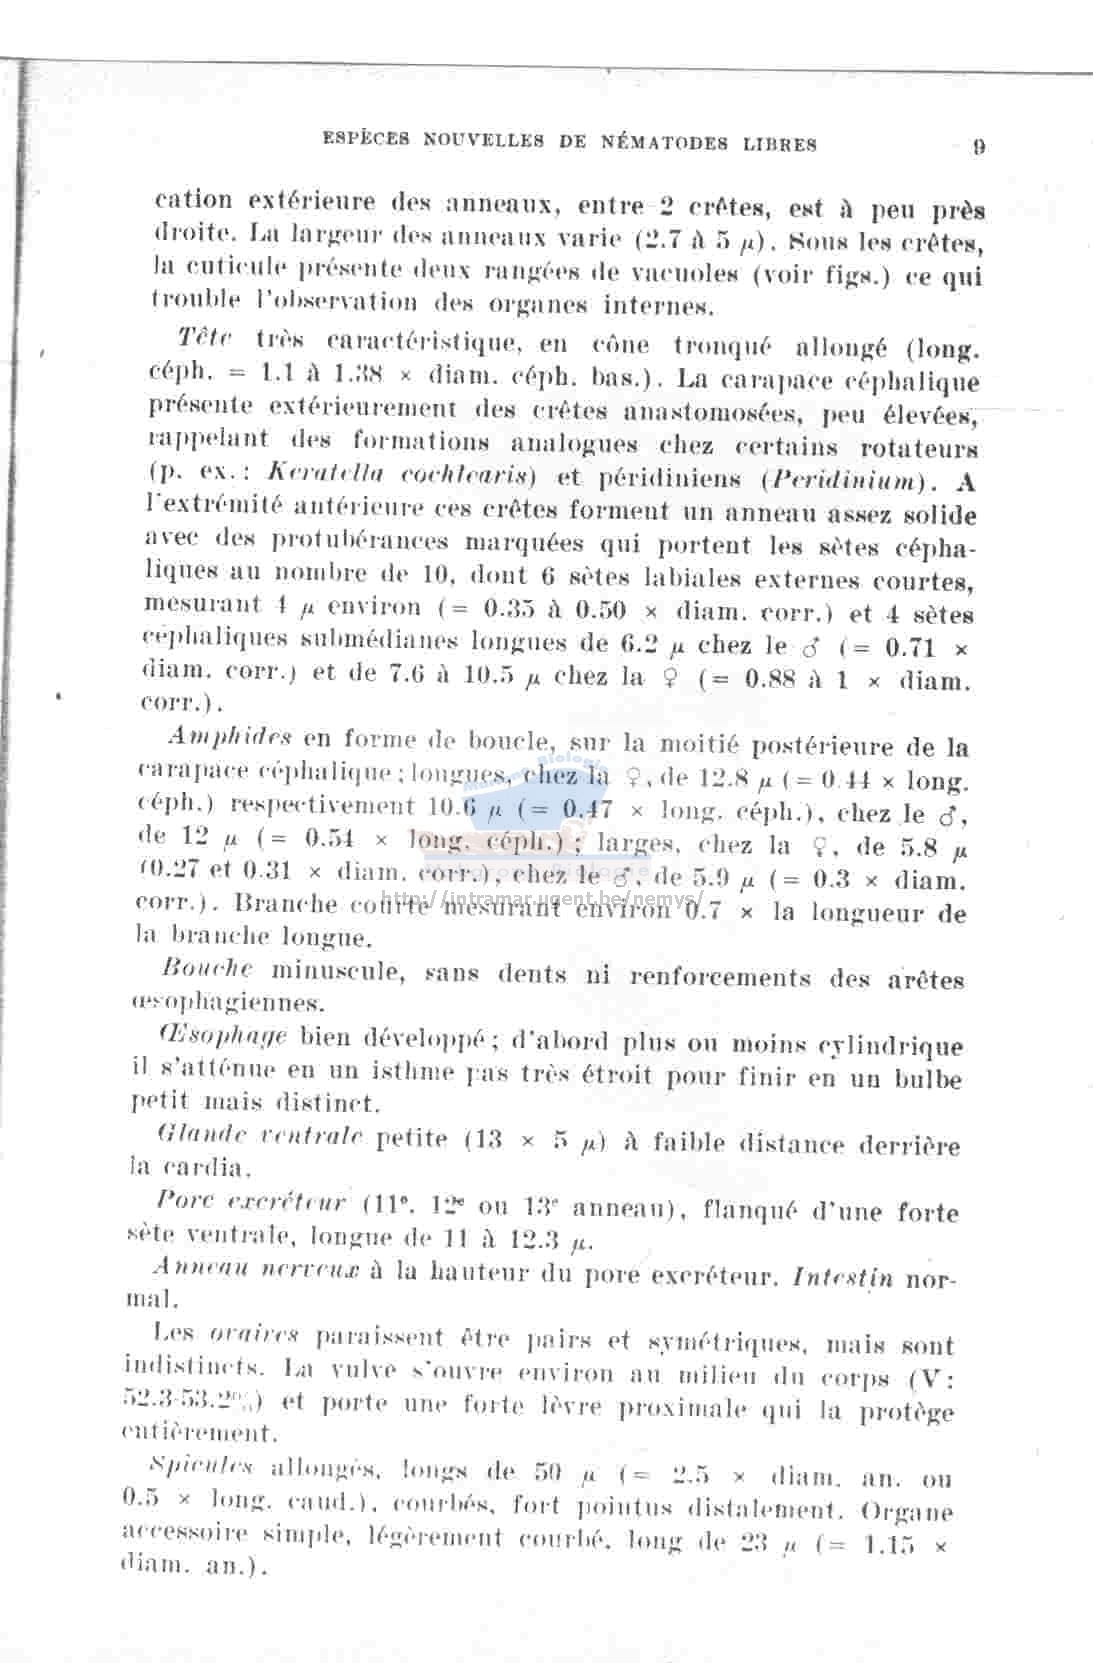 ESPÈCES NOUVELLES DE NÉMATODES LIBRES 9
cation extérieure des anneaux, entre 2 crêtes, est à peu près
droite. La largeur des anneaux varie (2.7 à 5 μ). Sous les crêtes,
la cuticule présente deux rangées de vacuoles (voir figs.) ce qui
trouble l'observation des organes internes.
Tête très caractéristique, en cône tronqué allongé (long.
céph. = 1.1 à 1.38 × diam. céph. bas.). La carapace céphalique
présente extérieurement des crêtes anastomosées, peu élevées,
rappelant des formations analogues chez certains rotateurs
(p. ex.: Keratella cochlearis) et péridiniens (Peridinium). A
l'extrémité antérieure ces crêtes forment un anneau assez solide
avec des protubérances marquées qui portent les sètes cépha-
liques au nombre de 10, dont 6 sètes labiales externes courtes,
mesurant 4 μ environ (= 0.35 à 0.50 × diam. corr.) et 4 sètes
céphaliques submédianes longues de 6.2 μ chez le ♂ (= 0.71 ×
diam. corr.) et de 7.6 à 10.5 μ chez la ♀ (= 0.88 à 1 × diam.
corr.).
Amphides en forme de boucle, sur la moitié postérieure de la
carapace céphalique; longues, chez la ♀, de 12.8 μ (= 0.44 × long.
céph.) respectivement 10.6 μ (= 0.47 × long. céph.), chez le ♂,
de 12 μ (= 0.54 × long. céph.); larges, chez la ♀, de 5.8 μ
(0.27 et 0.31 × diam. corr.), chez le ♂, de 5.9 μ (= 0.3 × diam.
corr.). Branche courte mesurant environ 0.7 × la longueur de
http://intramar.ugent.be/nemys/
la branche longue.
Bouche minuscule, sans dents ni renforcements des arêtes
œsophagiennes.
Œsophage bien développé; d'abord plus ou moins cylindrique
il s'atténue en un isthme pas très étroit pour finir en un bulbe
petit mais distinct.
Glande ventrale petite (13 × 5 μ) à faible distance derrière
la cardia.
Pore excréteur (11e, 12e ou 13e anneau), flanqué d'une forte
sète ventrale, longue de 11 à 12.3 μ.
Anneau nerveux à la hauteur du pore excréteur. Intestin nor-
mal.
Les ovaires paraissent être pairs et symétriques, mais sont
indistincts. La vulve s'ouvre environ au milieu du corps (V:
52.3-53.2%) et porte une forte lèvre proximale qui la protège
entièrement.
Spicules allongés, longs de 50 μ (= 2.5 × diam. an. ou
0.5 × long. caud.), courbés, fort pointus distalement. Organe
accessoire simple, légèrement courbé, long de 23 μ (= 1.15 ×
diam. an.).